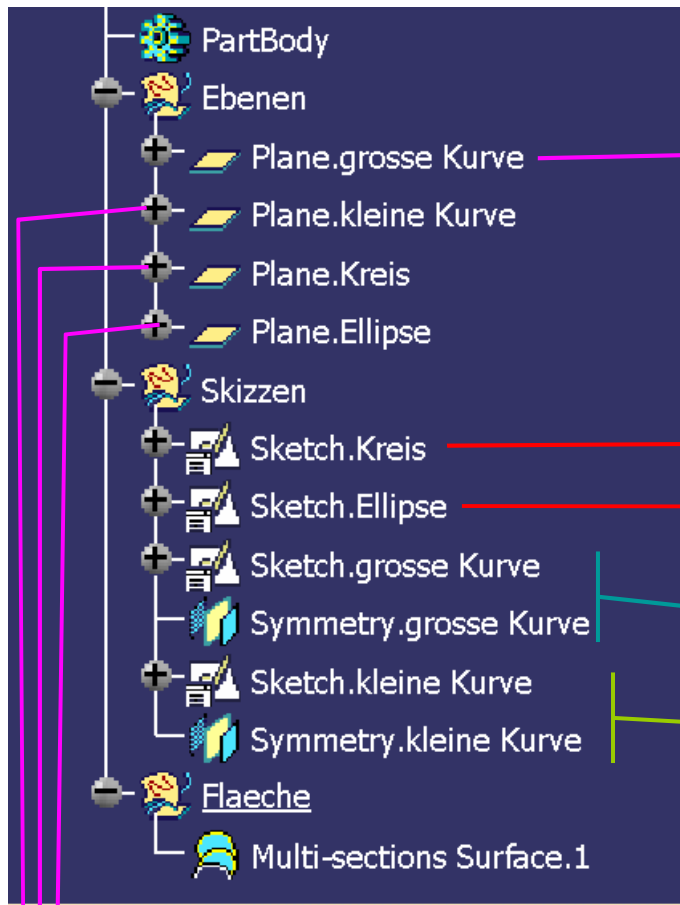 PartBody
Ebenen
Plane.grosse Kurve
Plane.kleine Kurve
Plane.Kreis
Plane.Ellipse
Skizzen
Sketch.Kreis
Sketch.Ellipse
Sketch.grosse Kurve
Symmetry.grosse Kurve
Sketch.kleine Kurve
Symmetry.kleine Kurve
Flaeche
Multi-sections Surface.1